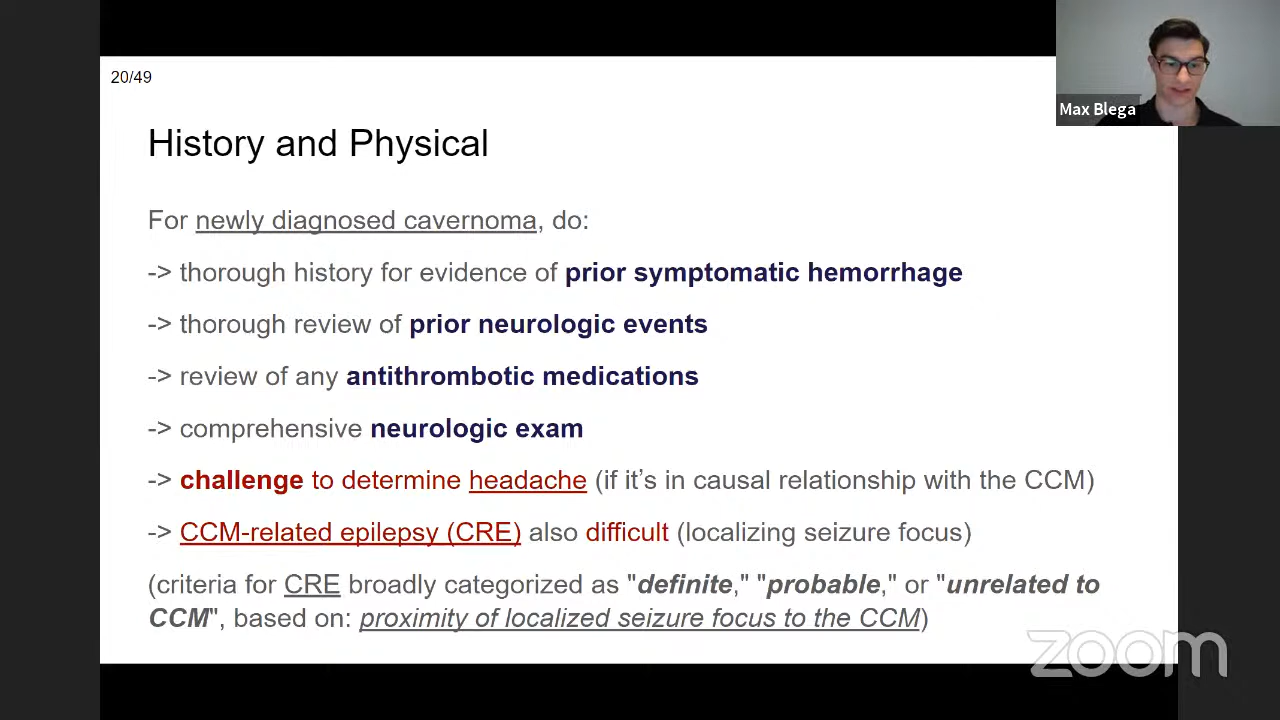 20/49
Max Blega
History and Physical
For newly diagnosed cavernoma, do:
-> thorough history for evidence of prior symptomatic hemorrhage
-> thorough review of prior neurologic events
-> review of any antithrombotic medications
-> comprehensive neurologic exam
-> challenge to determine headache (if it's in causal relationship with the CCM)
-> CCM-related epilepsy (CRE) also difficult (localizing seizure focus)
(criteria for CRE broadly categorized as "definite," "probable," or "unrelated to
CCM", based on: proximity of localized seizure focus to the CCM)
zoom